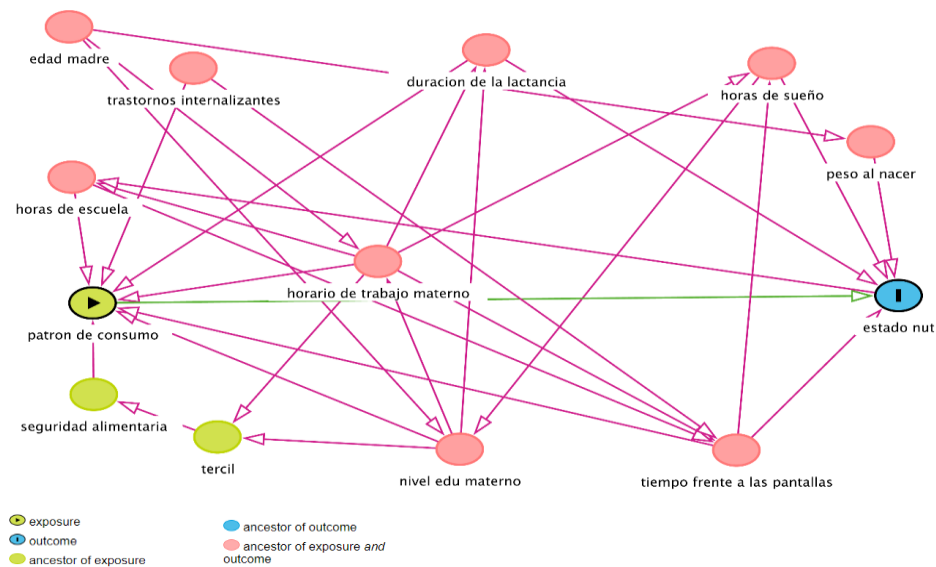 edad madre
trastornos internalizantes
duracion de la lactancia
horas de sueño
peso al nacer
horas de escuela
horario de trabajo materno
patron de consumo
estado nut
seguridad alimentaria
tercil
nivel edu materno
tiempo frente a las pantallas
exposure
outcome
ancestor of exposure
ancestor of outcome
ancestor of exposure and
outcome